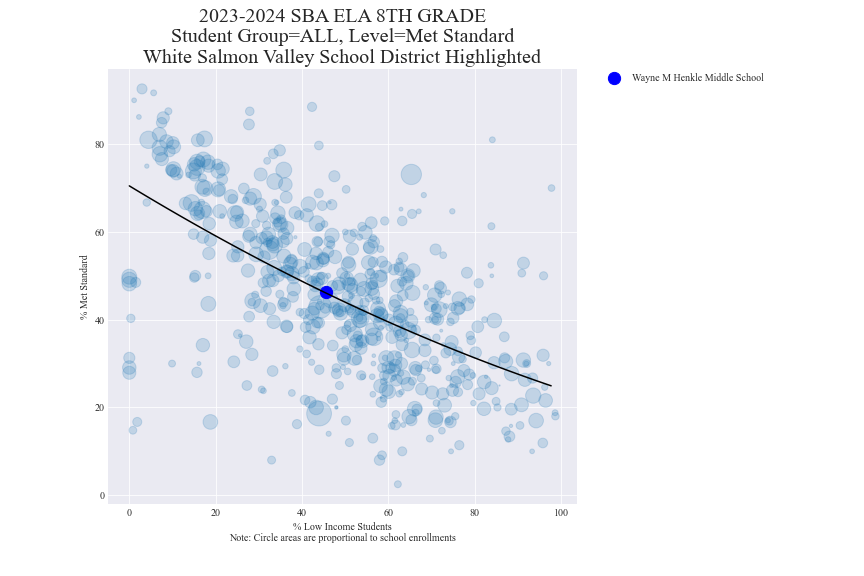 2023-2024 SBA ELA 8TH GRADE
Student Group=ALL, Level=Met Standard
White Salmon Valley School District Highlighted
Wayne M Henkle Middle School
% Met Standard
80
60
40
20
0
0 20 40 60 80 100
% Low Income Students
Note: Circle areas are proportional to school enrollments